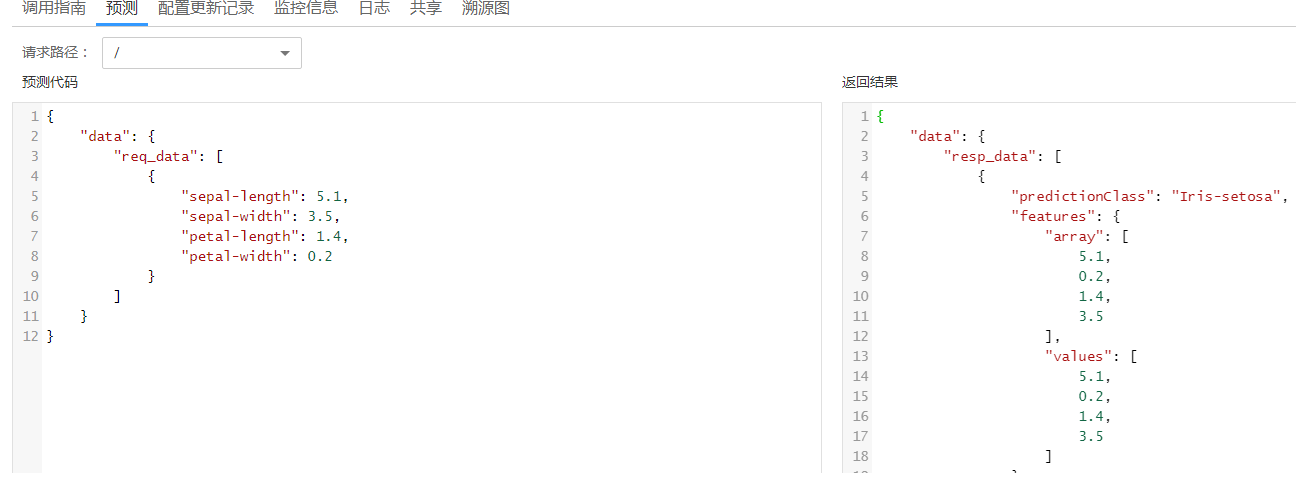 调用指南 预测 配置更新记录 监控信息 日志 共享 溯源图
请求路径： /
预测代码
1 {
2 "data": {
3 "req_data": [
4 {
5 "sepal-length": 5.1,
6 "sepal-width": 3.5,
7 "petal-length": 1.4,
8 "petal-width": 0.2
9 }
10 ]
11 }
12 }
返回结果
1 {
2 "data": {
3 "resp_data": [
4 {
5 "predictionClass": "Iris-setosa",
6 "features": {
7 "array": [
8 5.1,
9 0.2,
10 1.4,
11 3.5
12 ],
13 "values": [
14 5.1,
15 0.2,
16 1.4,
17 3.5
18 ]